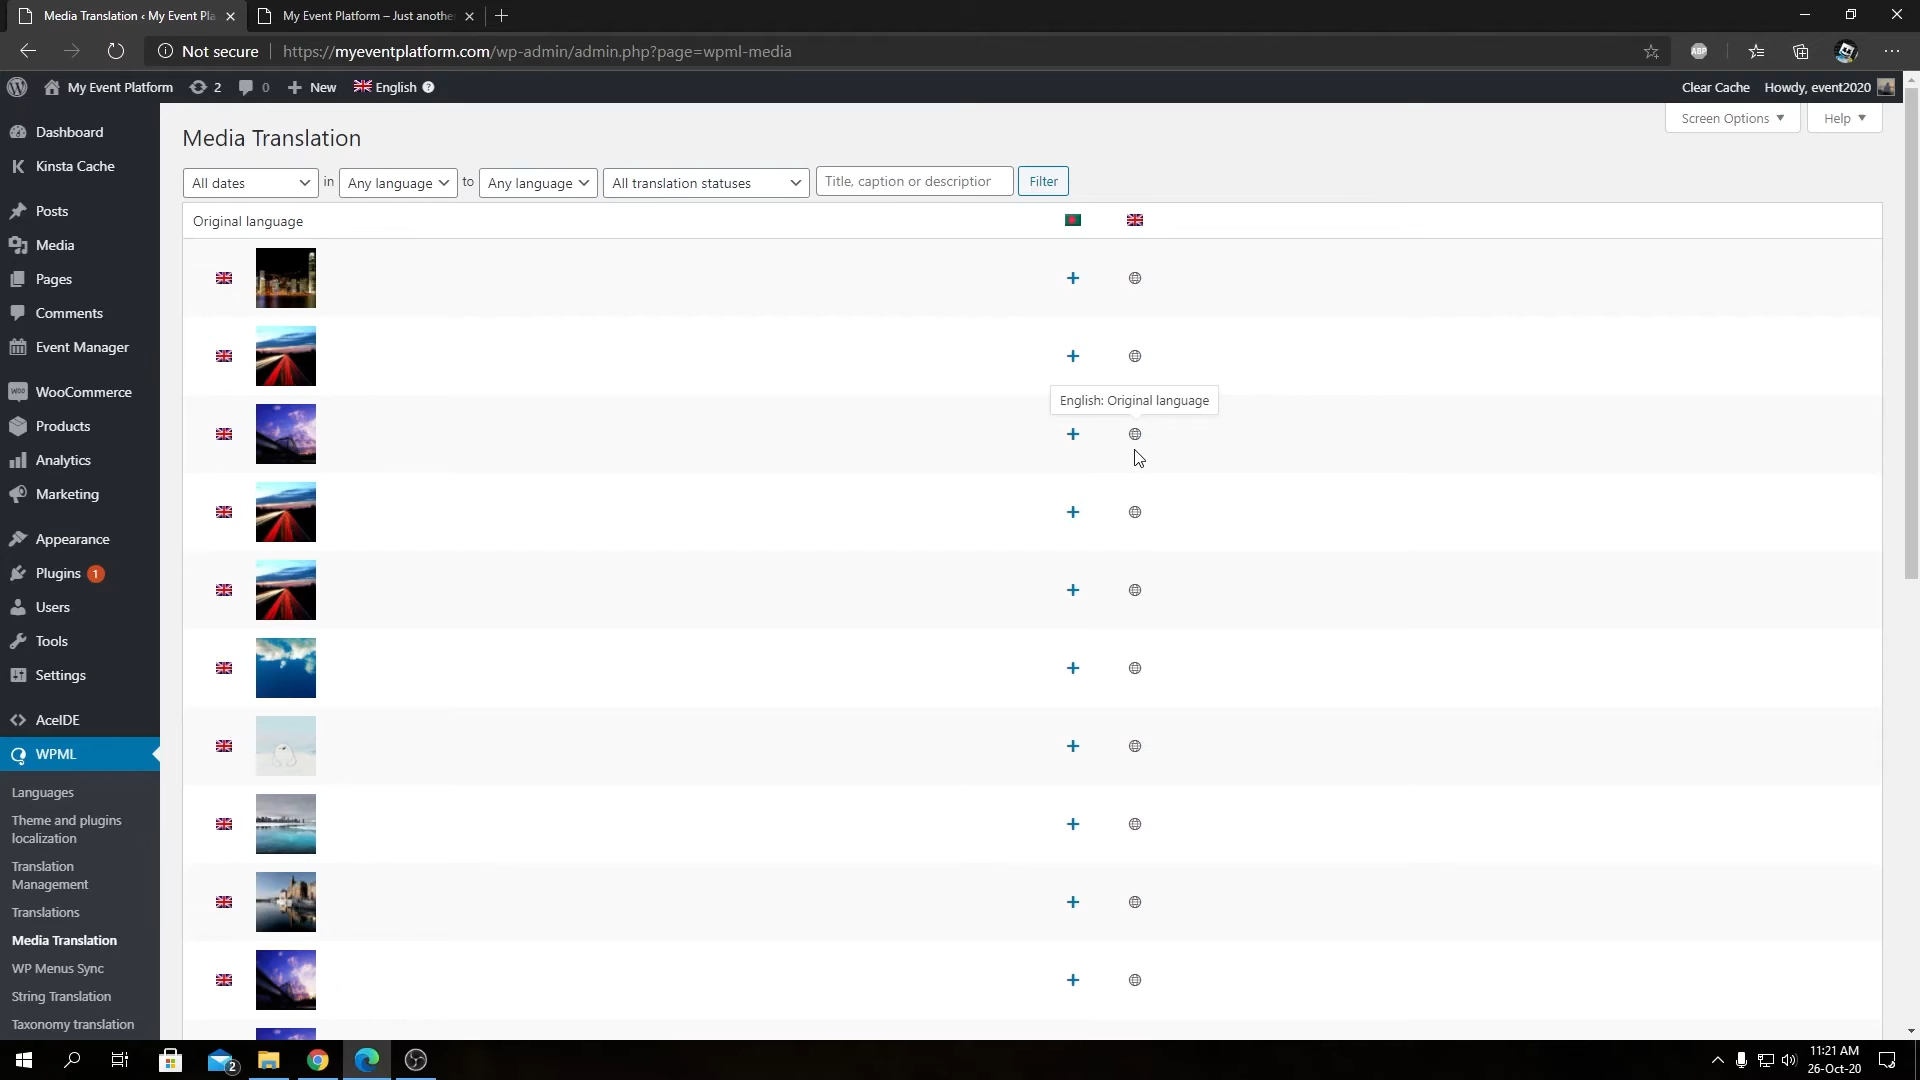 Media Translation ‹ My Event Pla
My Event Platform – Just anothe
Not secure
https://myeventplatform.com/wp-admin/admin.php?page=wpml-media
ABP
My Event Platform
2
0
New
English
Clear Cache
Howdy, event2020
Screen Options
Help
Dashboard
Kinsta Cache
Posts
Media
Pages
Comments
Event Manager
WooCommerce
Products
Analytics
Marketing
Appearance
Plugins 1
Users
Tools
Settings
AceIDE
WPML
Languages
Theme and plugins
localization
Translation
Management
Translations
Media Translation
WP Menus Sync
String Translation
Taxonomy translation
Media Translation
All dates in Any language to Any language All translation statuses Title, caption or description Filter
Original language
English: Original language
2
11:21 AM
26-Oct-20